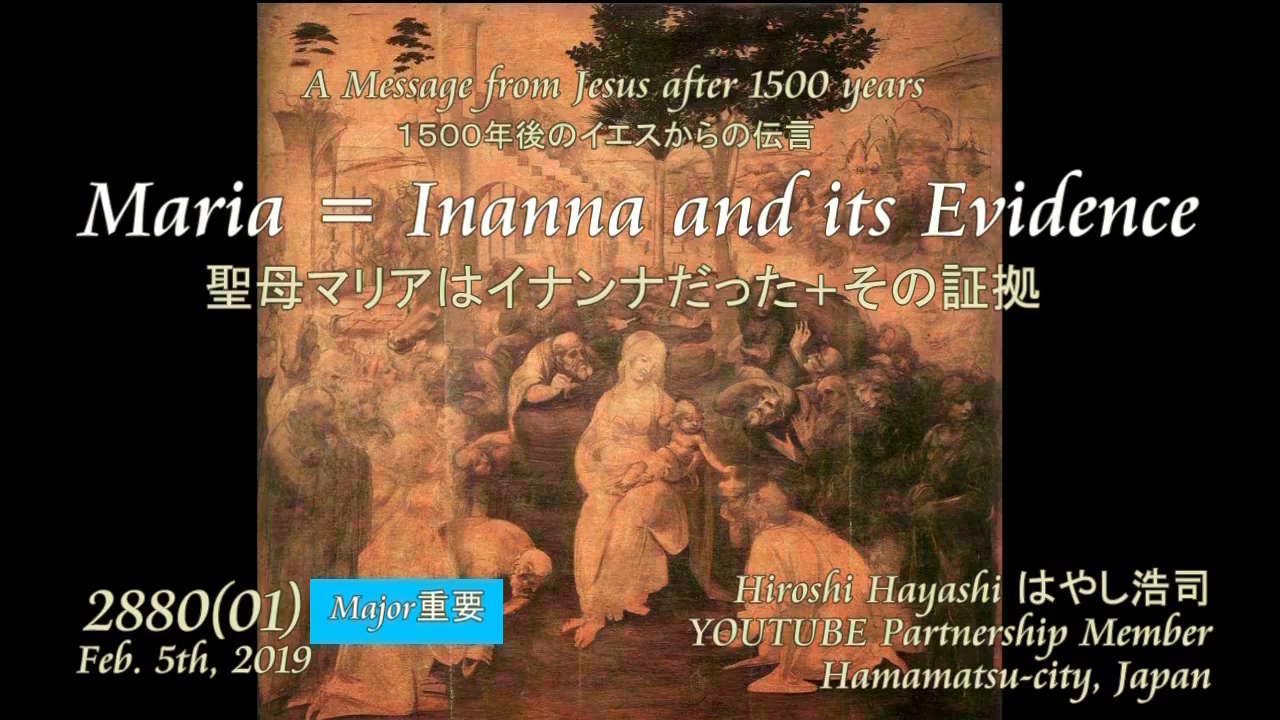 A Message from Jesus after 1500 years
1500年後のイエスからの伝言
Maria = Inanna and its Evidence
聖母マリアはイナンナだった+その証拠
2880(01)
Major重要
Feb. 5th, 2019
Hiroshi Hayashi はやし浩司
YOUTUBE Partnership Member
Hamamatsu-city, Japan